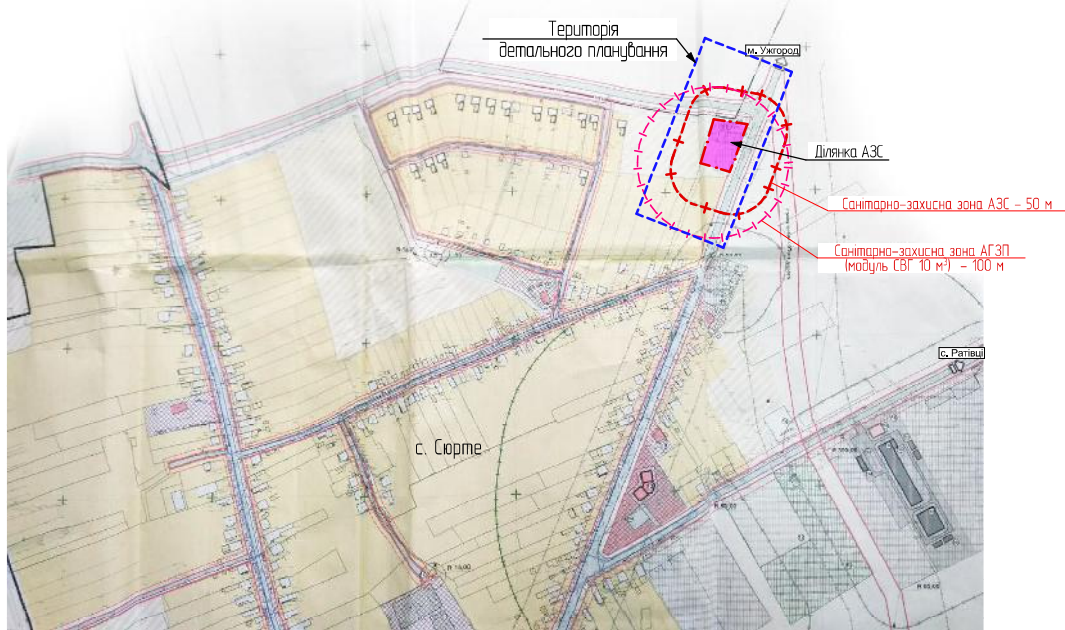 Територія
детального планування
м. Ужгород
Ділянка АЗС
Санітарно-захисна зона АЗС - 50 м
Санітарно-захисна зона АГЗП
(модуль СВГ 10 м³) - 100 м
с. Ратівці
с. Сюрте